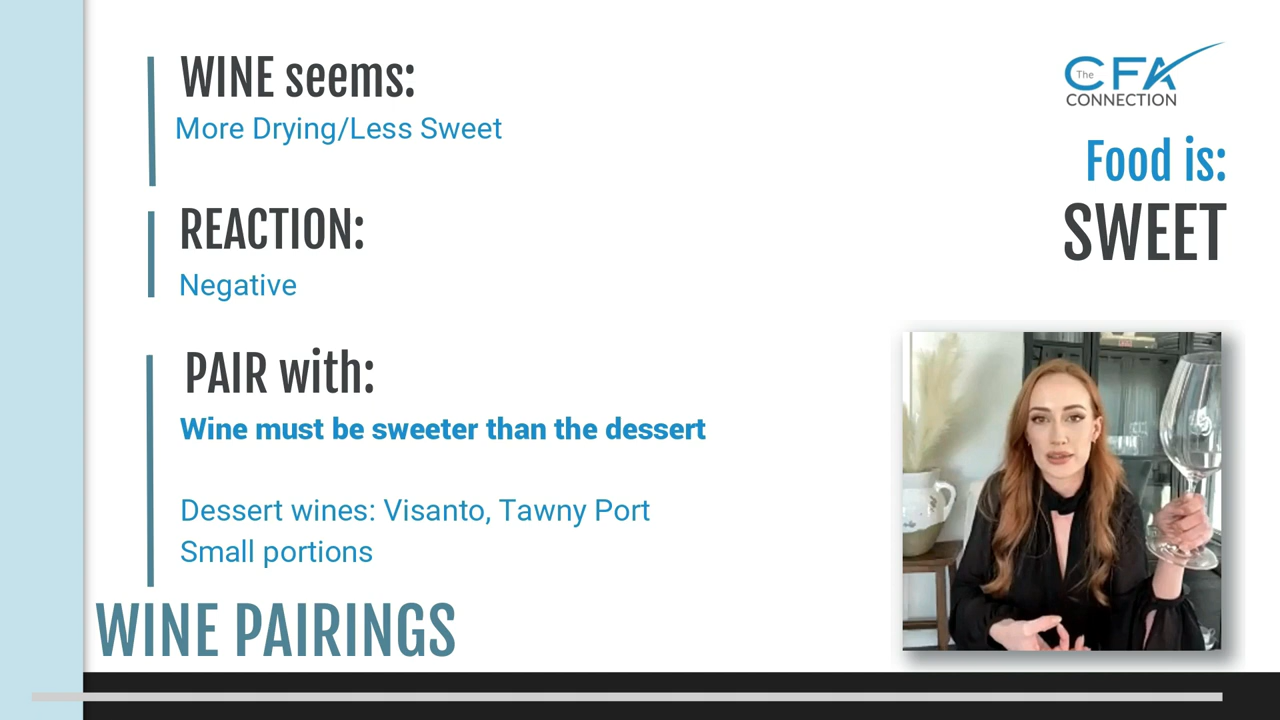 WINE seems:
More Drying/Less Sweet
REACTION:
Negative
PAIR with:
Wine must be sweeter than the dessert
Dessert wines: Visanto, Tawny Port
Small portions
WINE PAIRINGS
The CFA
CONNECTION
Food is:
SWEET